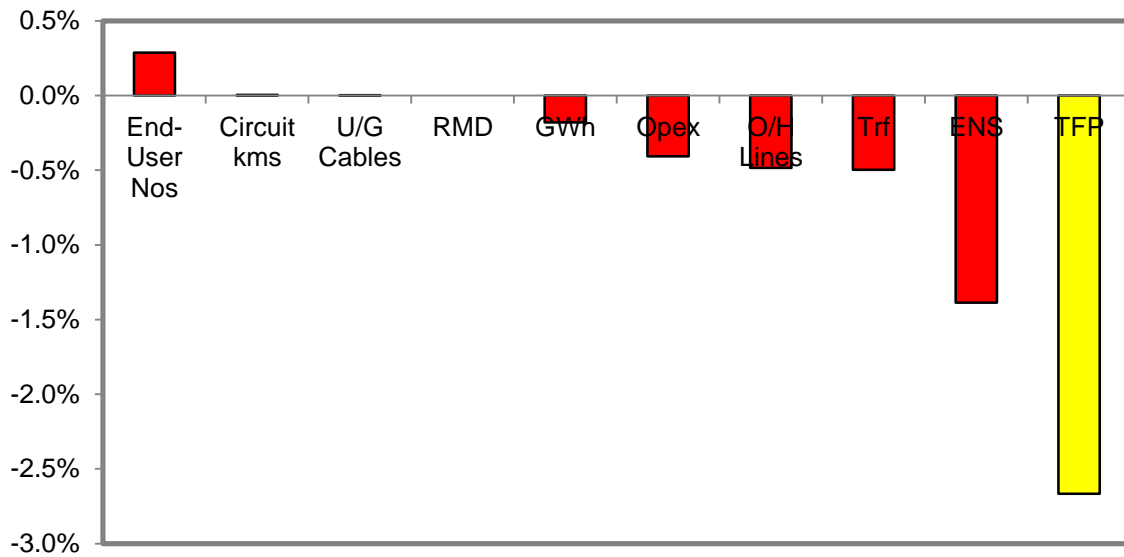 0.5%
0.0%
-0.5%
-1.0%
-1.5%
-2.0%
-2.5%
-3.0%
End-
User
Nos
Circuit
kms
U/G
Cables
RMD
GWh
Opex
O/H
Lines
Trf
ENS
TFP